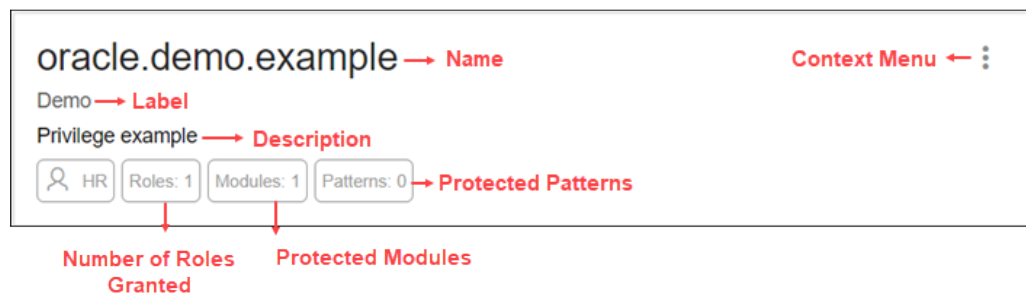 oracle.demo.example Name Context Menu
Demo Label
Privilege example Description
HR Roles: 1 Modules: 1 Patterns: 0 Protected Patterns
Number of Roles Granted Protected Modules